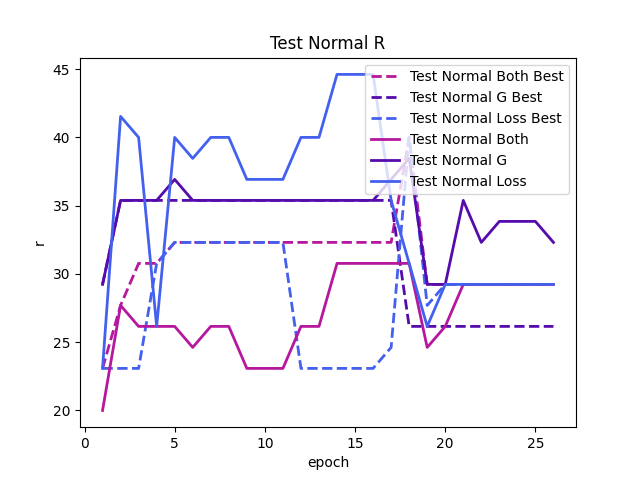 Test Normal R
45
40
35
30
25
20
r
0
5
10
15
20
25
epoch
Test Normal Both Best
Test Normal G Best
Test Normal Loss Best
Test Normal Both
Test Normal G
Test Normal Loss